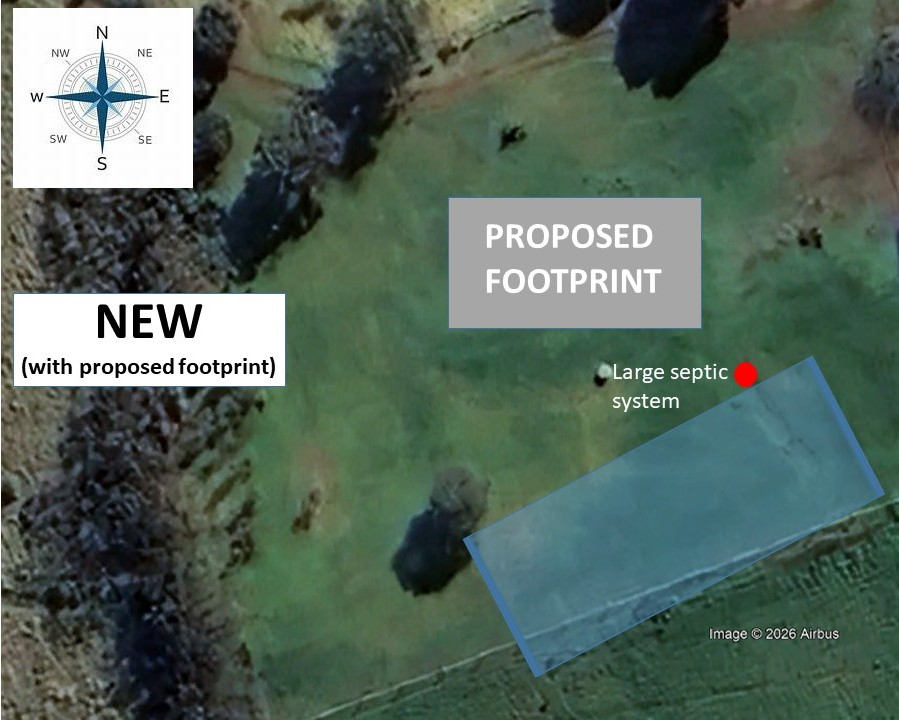 N
NW NE
W E
SW SE
S
PROPOSED
FOOTPRINT
NEW
(with proposed footprint)
Large septic
system
Image © 2026 Airbus